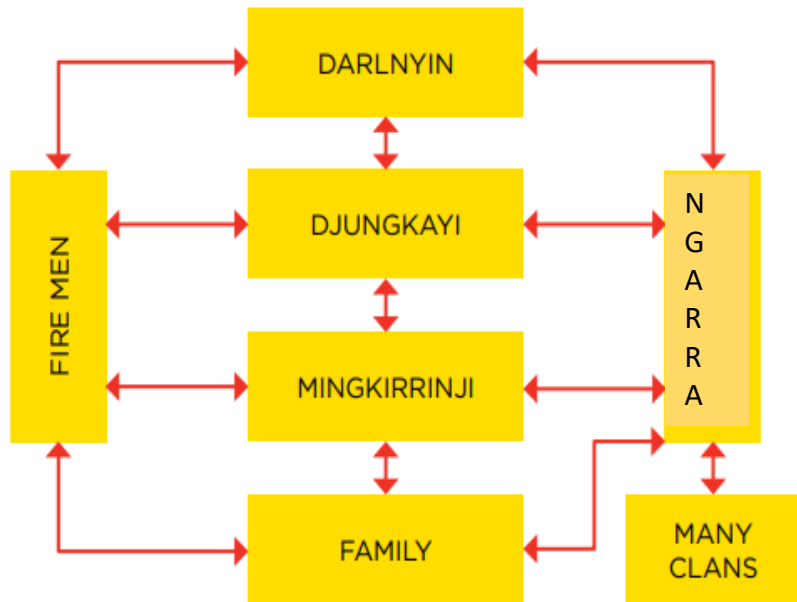 DARLNYIN
FIRE MEN
DJUNGKAYI
N
G
A
R
R
A
MINGKIRRINJI
FAMILY
MANY
CLANS